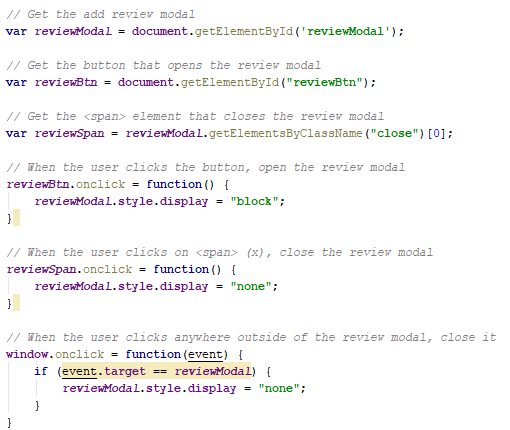 // Get the add review modal
var reviewModal = document.getElementById('reviewModal');
// Get the button that opens the review modal
var reviewBtn = document.getElementById("reviewBtn");
// Get the <span> element that closes the review modal
var reviewSpan = reviewModal.getElementsByClassName("close")[0];
// When the user clicks the button, open the review modal
reviewBtn.onclick = function() {
    reviewModal.style.display = "block";
}
// When the user clicks on <span> (x), close the review modal
reviewSpan.onclick = function() {
    reviewModal.style.display = "none";
}
// When the user clicks anywhere outside of the review modal, close it
window.onclick = function(event) {
    if (event.target == reviewModal) {
        reviewModal.style.display = "none";
    }
}